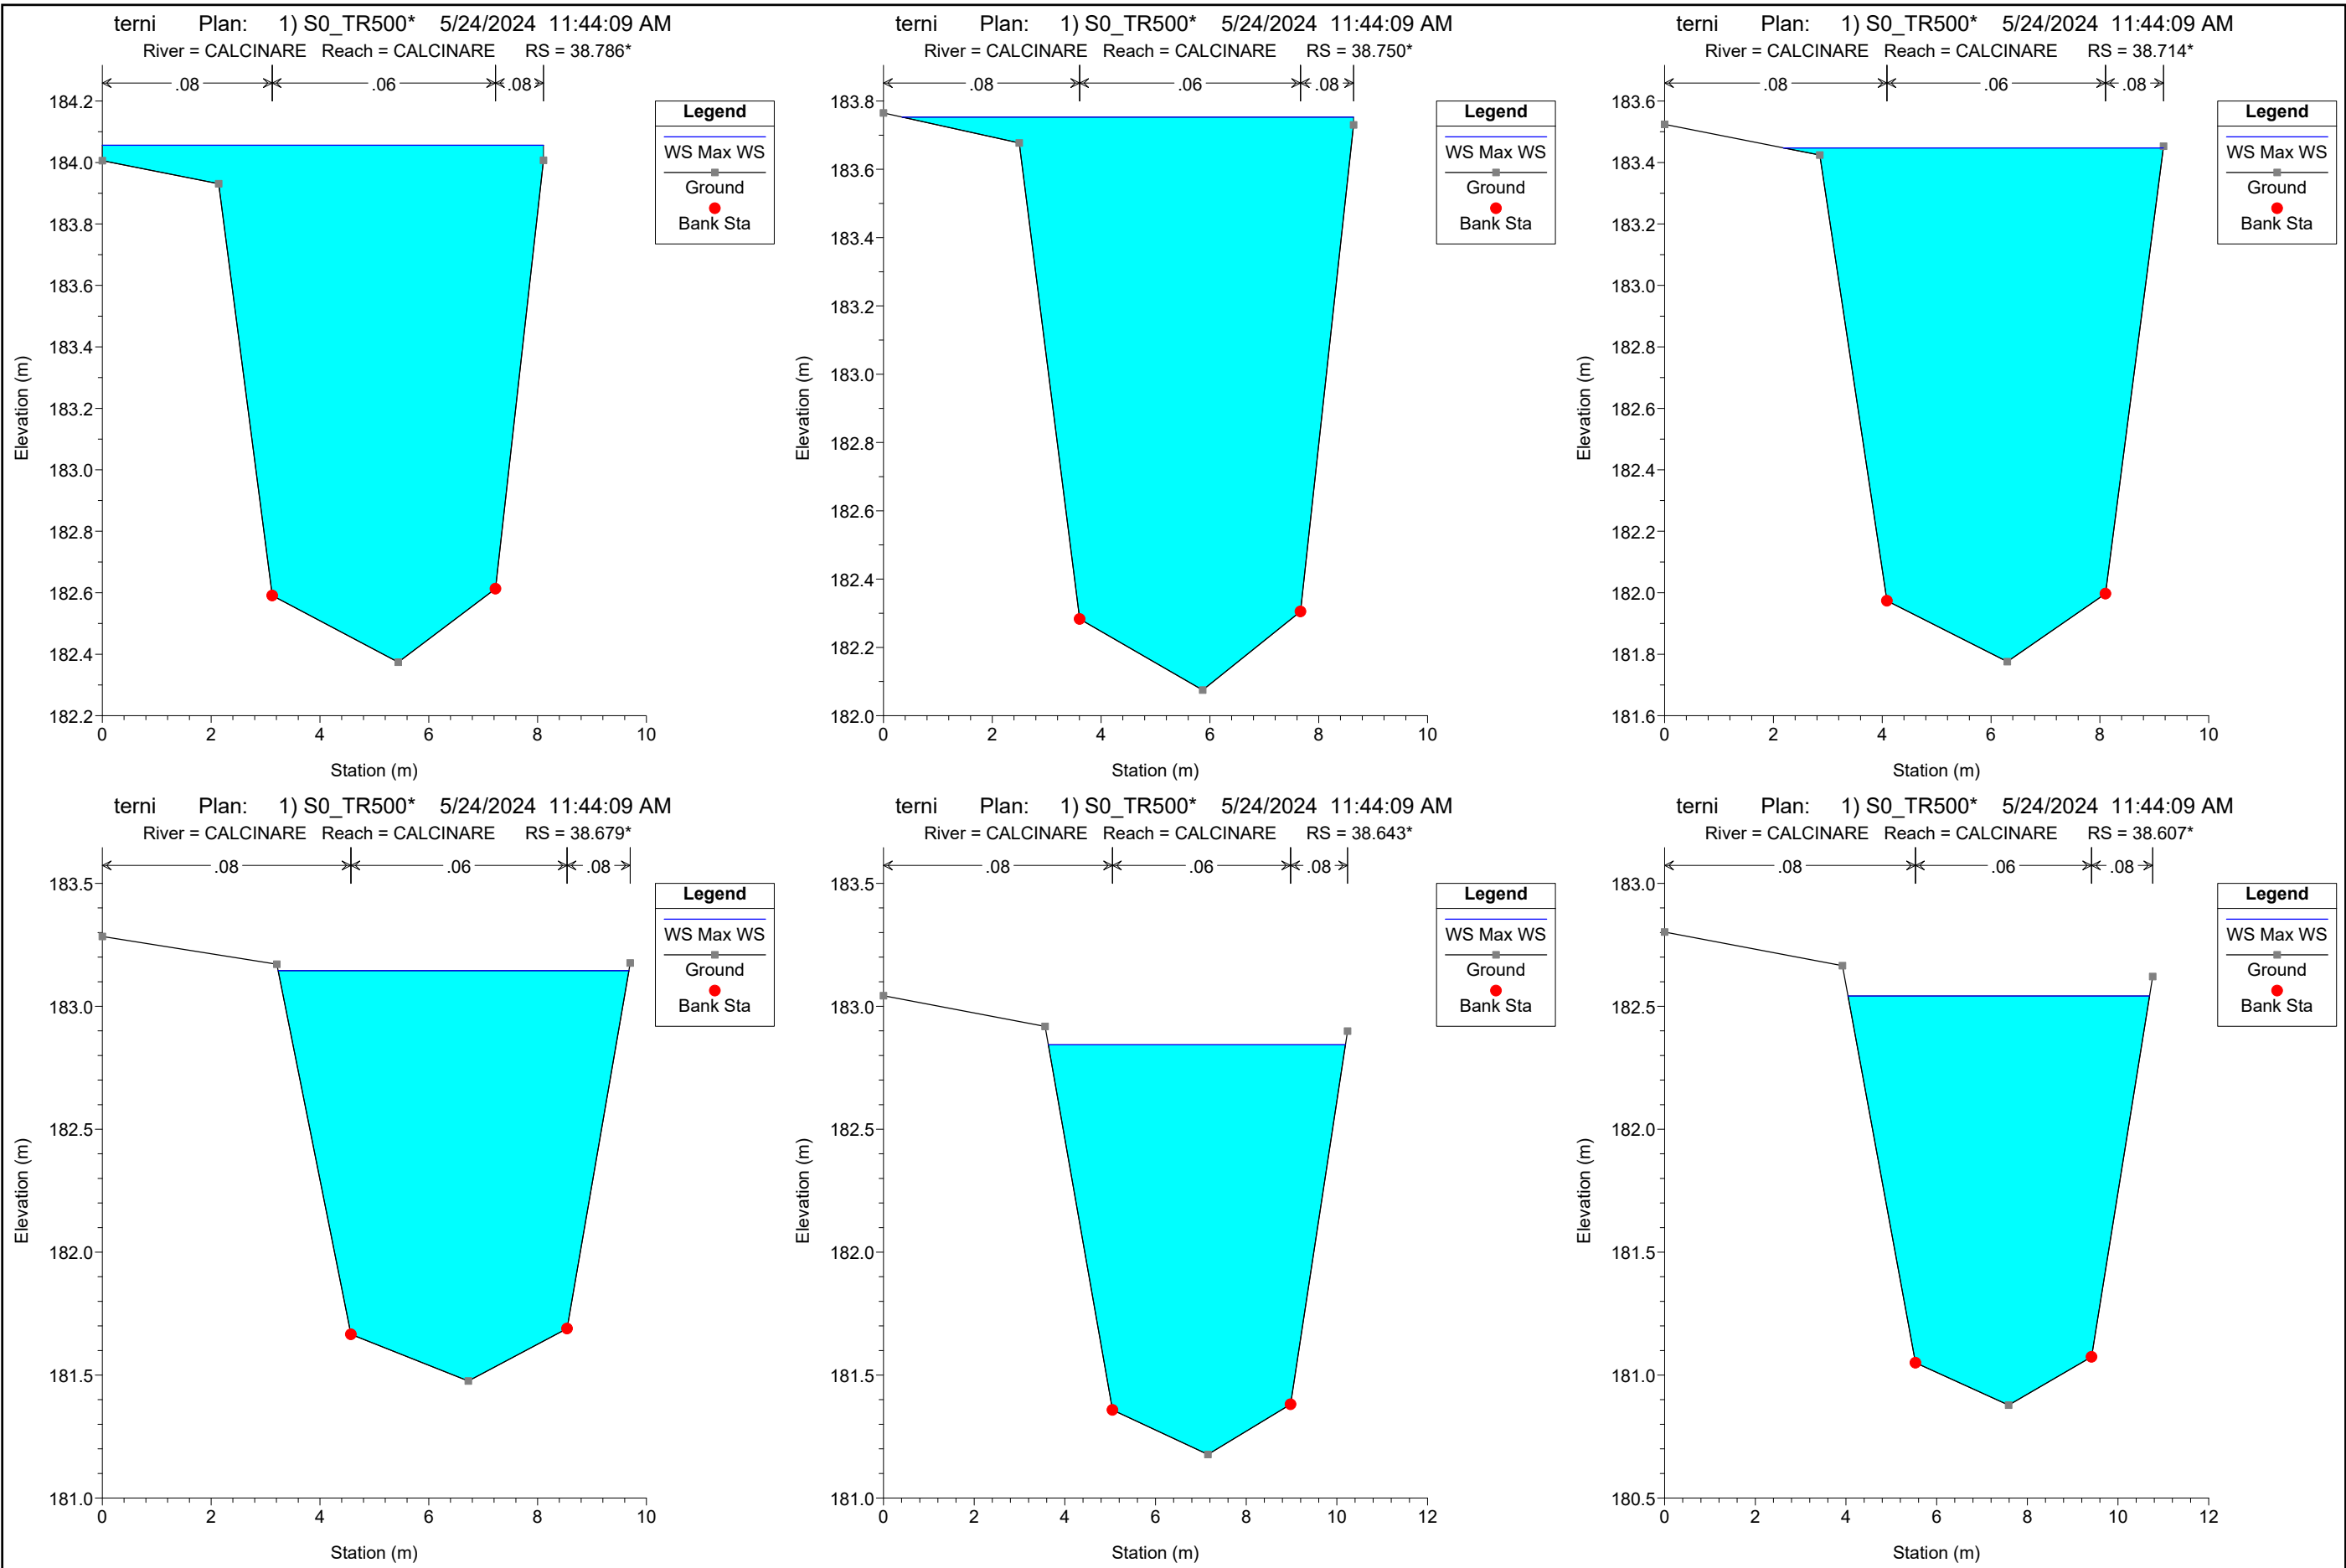 terni Plan: 1) S0_TR500* 5/24/2024 11:44:09 AM
River = CALCINARE Reach = CALCINARE RS = 38.786*
.08 .06 .08
184.2
184.0
183.8
183.6
183.4
183.2
183.0
182.8
182.6
182.4
182.2
0 2 4 6 8 10
Station (m)
Elevation (m)
Legend
WS Max WS
Ground
Bank Sta
terni Plan: 1) S0_TR500* 5/24/2024 11:44:09 AM
River = CALCINARE Reach = CALCINARE RS = 38.750*
.08 .06 .08
183.8
183.6
183.4
183.2
183.0
182.8
182.6
182.4
182.2
182.0
0 2 4 6 8 10
Station (m)
Elevation (m)
Legend
WS Max WS
Ground
Bank Sta
terni Plan: 1) S0_TR500* 5/24/2024 11:44:09 AM
River = CALCINARE Reach = CALCINARE RS = 38.714*
.08 .06 .08
183.6
183.4
183.2
183.0
182.8
182.6
182.4
182.2
182.0
181.8
181.6
0 2 4 6 8 10
Station (m)
Elevation (m)
Legend
WS Max WS
Ground
Bank Sta
terni Plan: 1) S0_TR500* 5/24/2024 11:44:09 AM
River = CALCINARE Reach = CALCINARE RS = 38.679*
.08 .06 .08
183.5
183.0
182.5
182.0
181.5
181.0
0 2 4 6 8 10
Station (m)
Elevation (m)
Legend
WS Max WS
Ground
Bank Sta
terni Plan: 1) S0_TR500* 5/24/2024 11:44:09 AM
River = CALCINARE Reach = CALCINARE RS = 38.643*
.08 .06 .08
183.5
183.0
182.5
182.0
181.5
181.0
0 2 4 6 8 10 12
Station (m)
Elevation (m)
Legend
WS Max WS
Ground
Bank Sta
terni Plan: 1) S0_TR500* 5/24/2024 11:44:09 AM
River = CALCINARE Reach = CALCINARE RS = 38.607*
.08 .06 .08
183.0
182.5
182.0
181.5
181.0
180.5
0 2 4 6 8 10 12
Station (m)
Elevation (m)
Legend
WS Max WS
Ground
Bank Sta